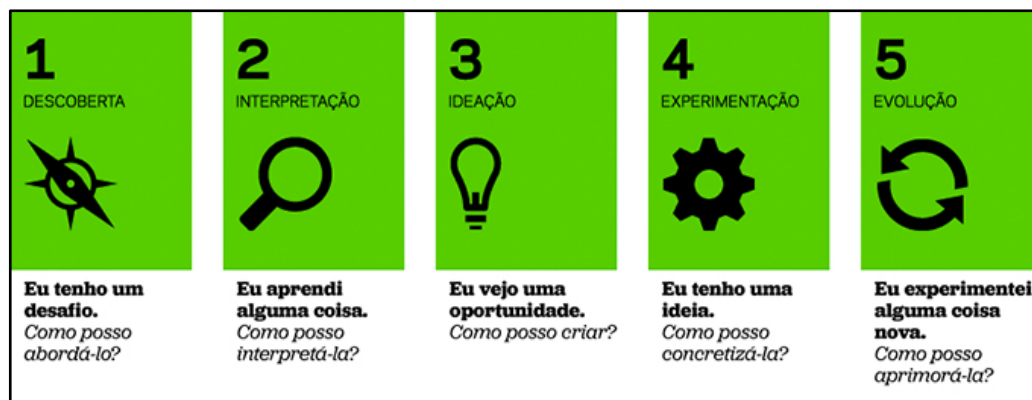 1
DESCOBERTA
Eu tenho um
desafio.
Como posso
abordá-lo?
2
INTERPRETAÇÃO
Eu aprendi
alguma coisa.
Como posso
interpretá-la?
3
IDEAÇÃO
Eu vejo uma
oportunidade.
Como posso criar?
4
EXPERIMENTAÇÃO
Eu tenho uma
ideia.
Como posso
concretizá-la?
5
EVOLUÇÃO
Eu experimentei
alguma coisa
nova.
Como posso
aprimorá-la?